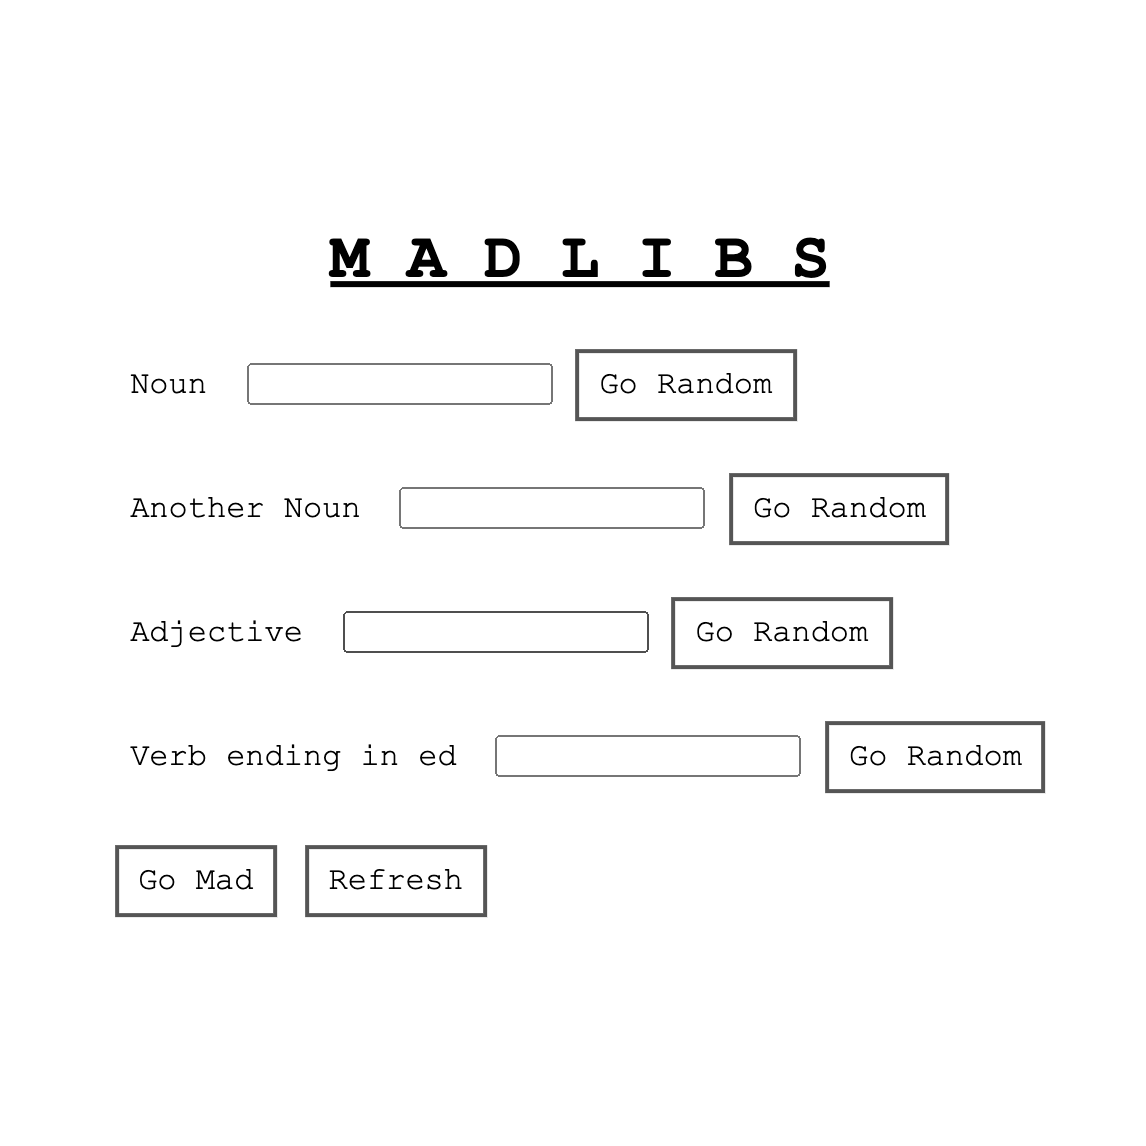 M A D L I B S
Noun Go Random
Another Noun Go Random
Adjective Go Random
Verb ending in ed Go Random
Go Mad Refresh